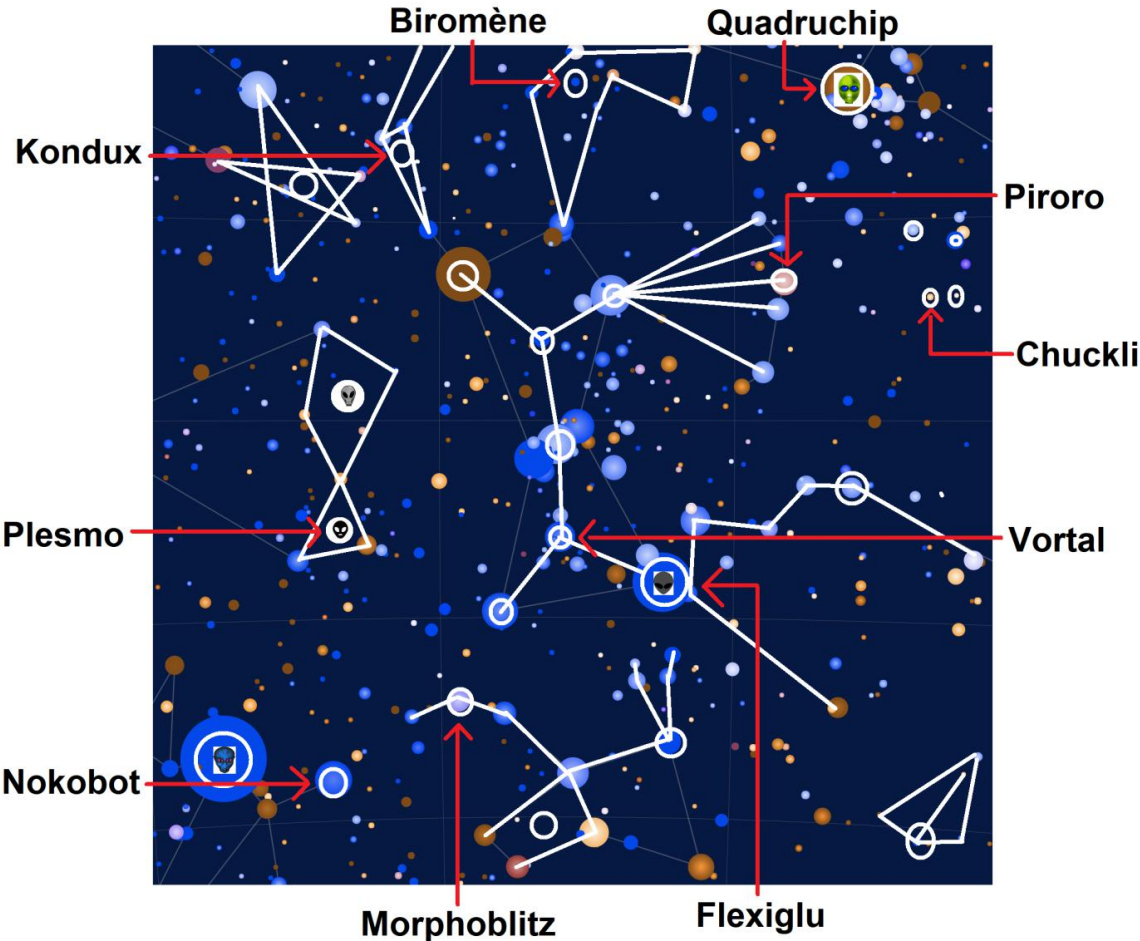 Biromène
Quadruchip
Kondux
Piroro
Chuckli
Plesmo
Vortal
Nokobot
Morphoblitz
Flexiglu